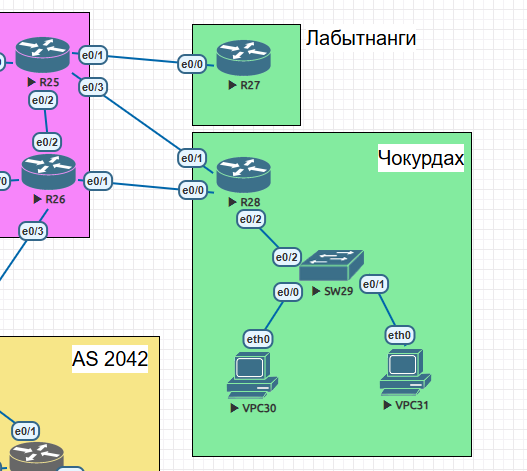 Лабытнанги
e0/1
e0/0
R27
R25
e0/2
e0/3
e0/1
Чокурдах
e0/2
R26
e0/1
e0/0
R28
e0/3
e0/2
e0/2
e0/0
SW29
e0/1
eth0
eth0
VPC30
VPC31
AS 2042
e0/1